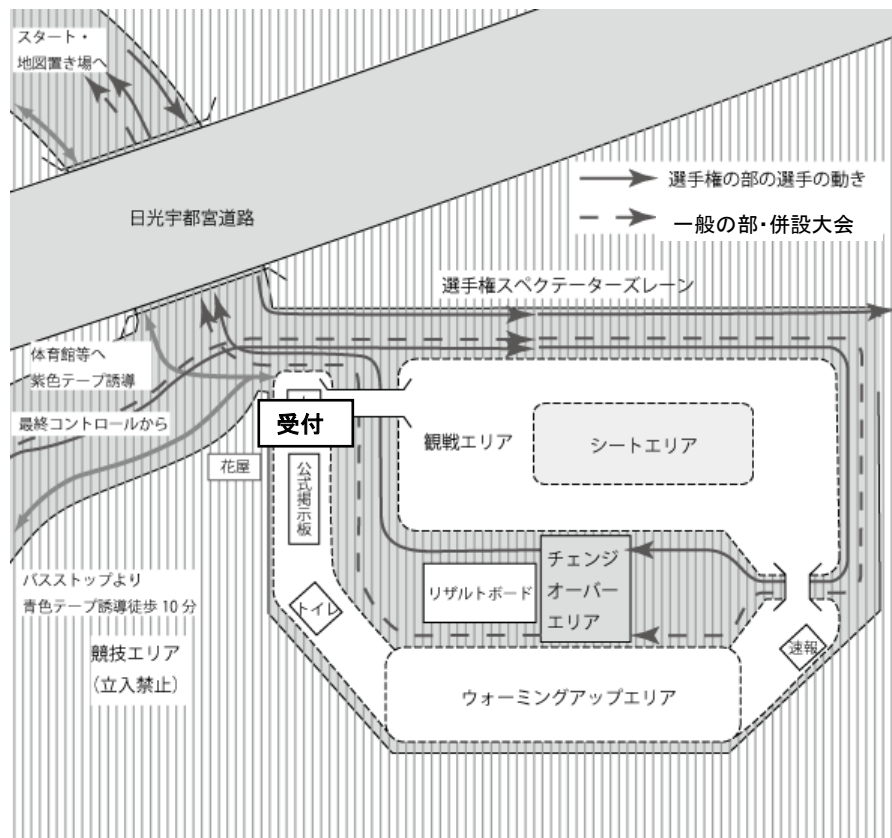 スタート・
地図置き場へ
日光宇都宮道路
選手権の部の選手の動き
一般の部・併設大会
選手権スペクテーターズレーン
体育館等へ
紫色テープ誘導
最終コントロールから
受付
花屋
公式掲示板
観戦エリア
シートエリア
バスストップより
青色テープ誘導徒歩 10 分
競技エリア
(立入禁止)
トイレ
リザルトボード
チェンジ
オーバー
エリア
速報
ウォーミングアップエリア